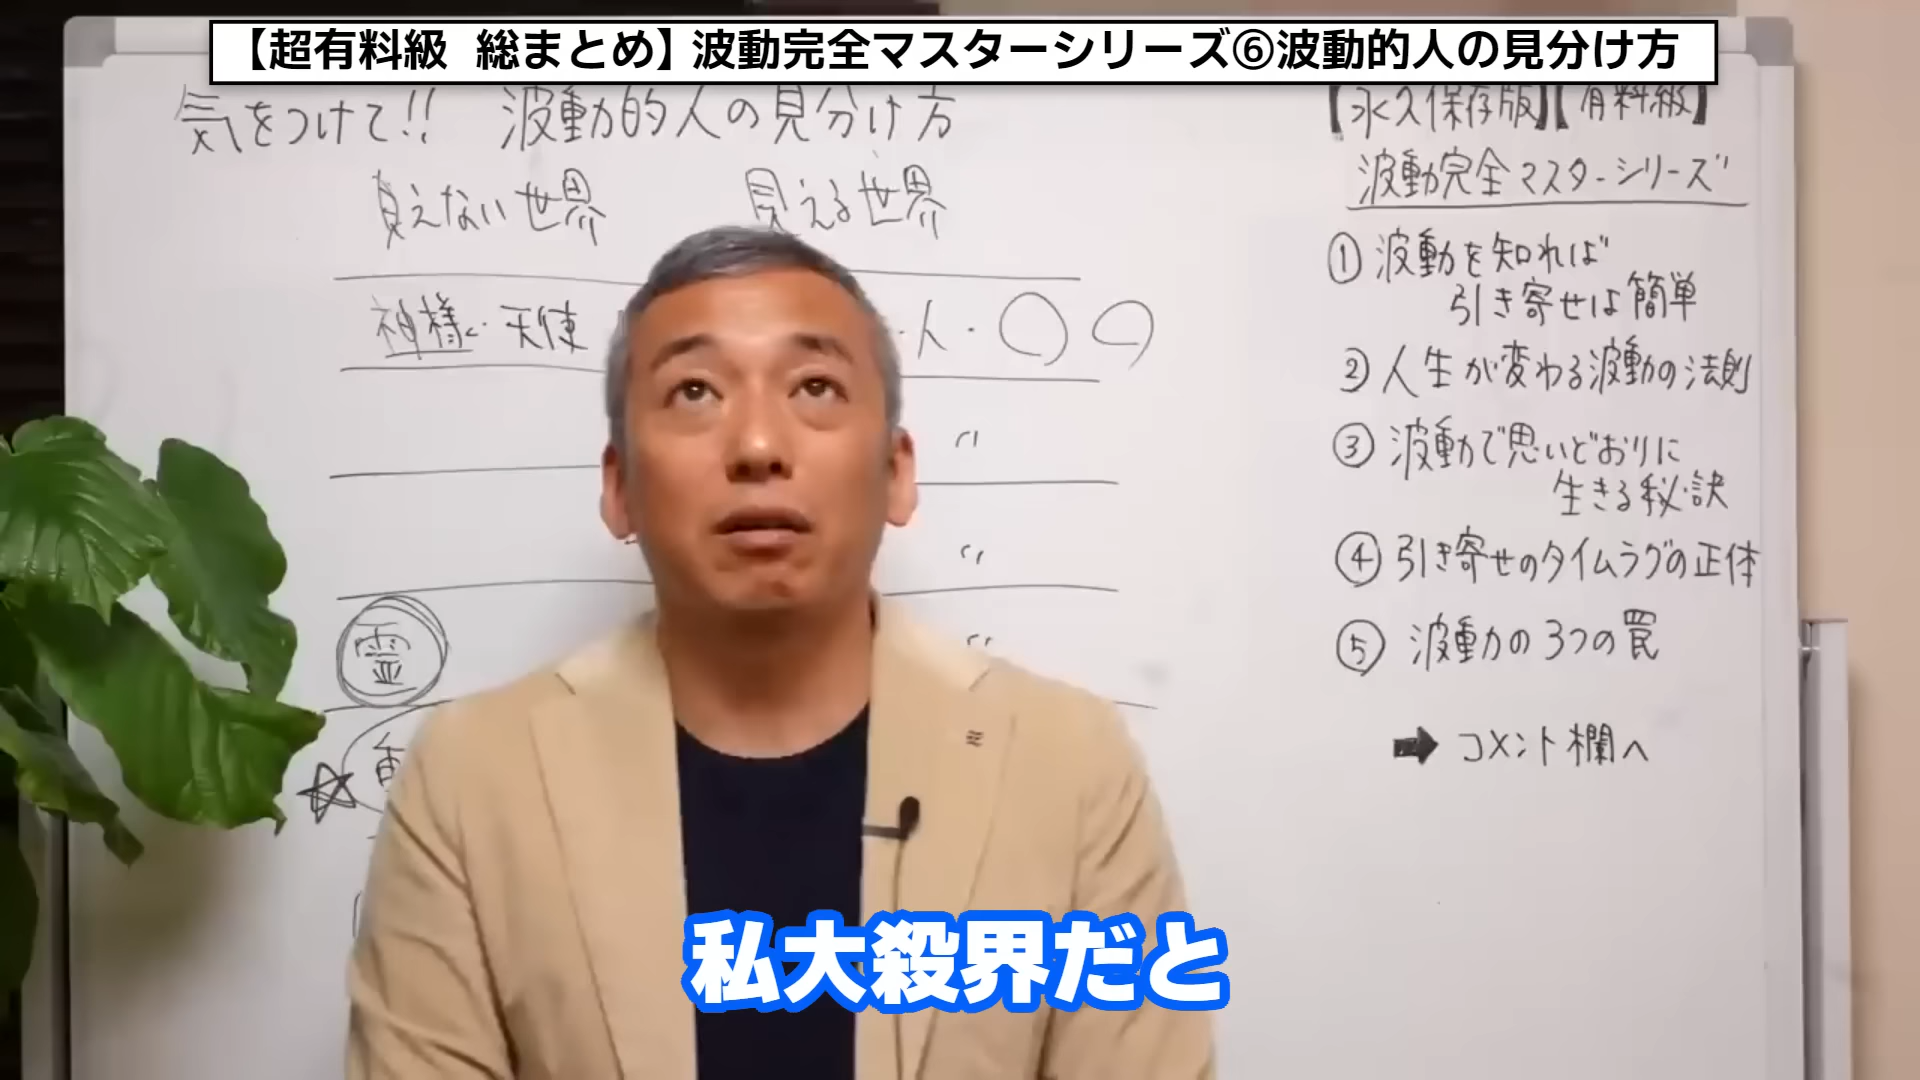 【超有料級 総まとめ】波動完全マスターシリーズ⑥波動的人の見分け方
気をつけて!! 波動的人の見分け方
見えない世界 見える世界
神様・天使 ・人・〇〇
〃
〃
〃
霊
☆
【永久保存版】【有料級】
波動完全マスターシリーズ
① 波動を知れば
引き寄せは簡単
② 人生が変わる波動の法則
③ 波動で思いどおりに
生きる秘訣
④ 引き寄せのタイムラグの正体
⑤ 波動の3つの罠
➡ コメント欄へ
私大殺界だと